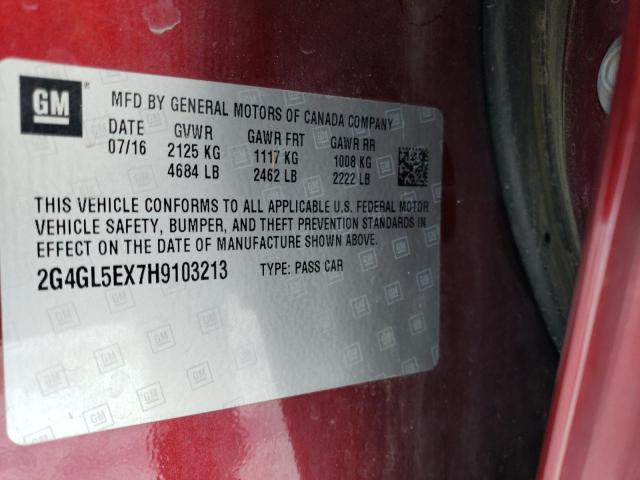 GM ®
MFD BY GENERAL MOTORS OF CANADA COMPANY
DATE GVWR GAWR FRT GAWR RR
07/16 2125 KG 1117 KG 1008 KG
4684 LB 2462 LB 2222 LB
THIS VEHICLE CONFORMS TO ALL APPLICABLE U.S. FEDERAL MOTOR
VEHICLE SAFETY, BUMPER, AND THEFT PREVENTION STANDARDS IN
EFFECT ON THE DATE OF MANUFACTURE SHOWN ABOVE.
2G4GL5EX7H9103213 TYPE: PASS CAR